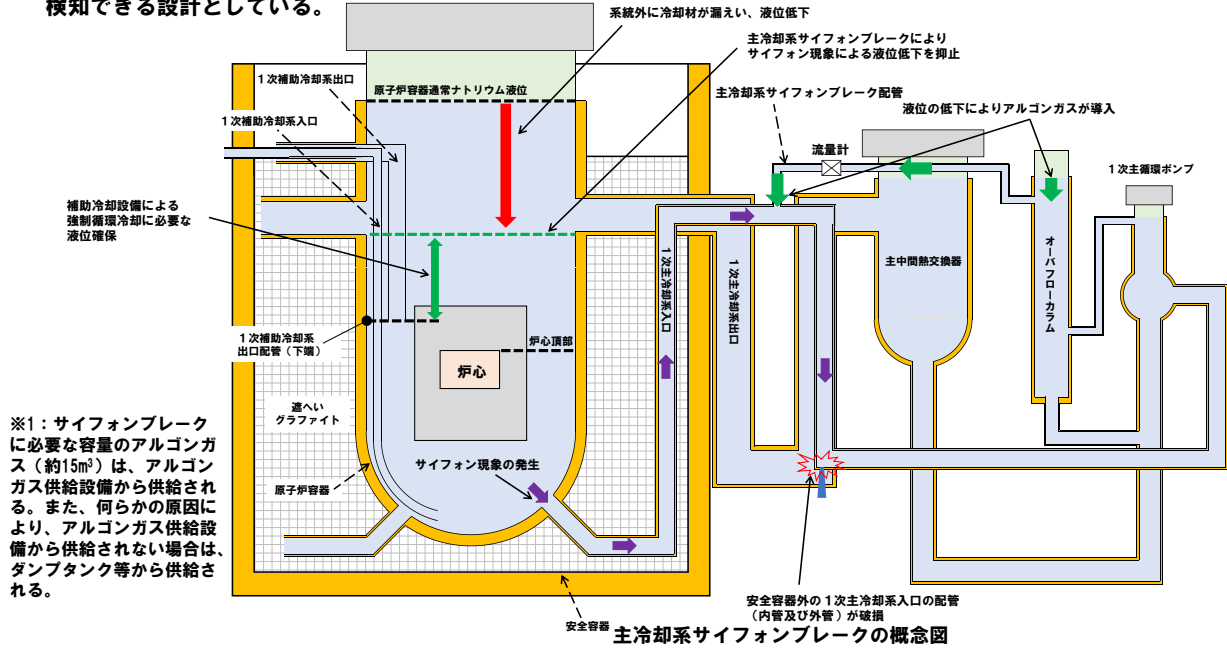 検知できる設計としている。
系統外に冷却材が漏えい、液位低下
主冷却系サイフォンブレークにより
サイフォン現象による液位低下を抑止
1次補助冷却系出口
原子炉容器通常ナトリウム液位
主冷却系サイフォンブレーク配管
液位の低下によりアルゴンガスが導入
1次補助冷却系入口
流量計
1次主循環ポンプ
補助冷却設備による
強制循環冷却に必要な
液位確保
1次主冷却系入口
1次主冷却系出口
主中間熱交換器
オーバフローカラム
1次補助冷却系
出口配管（下端）
炉心頂部
炉心
遮へい
グラファイト
※1：サイフォンブレーク
に必要な容量のアルゴンガ
ス（約15m³）は、アルゴン
ガス供給設備から供給され
る。また、何らかの原因に
より、アルゴンガス供給設
備から供給されない場合は、
ダンプタンク等から供給さ
れる。
サイフォン現象の発生
原子炉容器
安全容器外の1次主冷却系入口の配管
（内管及び外管）が破損
安全容器
主冷却系サイフォンブレークの概念図